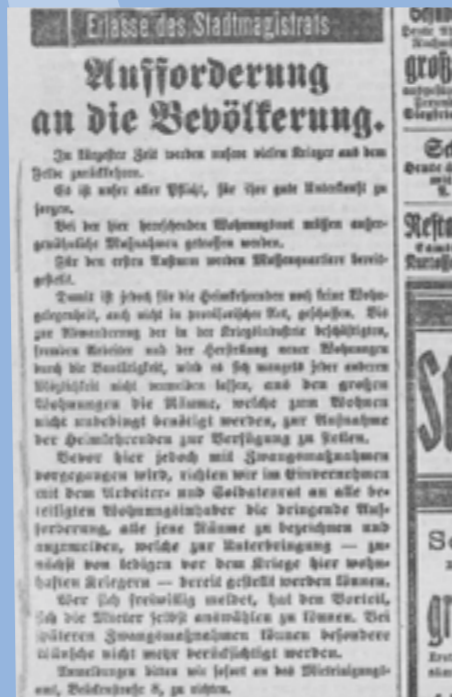 Erlasse des Stadtmagistrats
Aufforderung
an die Bevölkerung.
In kürzester Zeit werden unsere vielen Krieger aus dem
Felde zurückkehren.
Es ist unser aller Pflicht, für ihre gute Unterkunft zu
sorgen.
Bei der hier herrschenden Wohnungsnot müssen außer-
gewöhnliche Maßnahmen getroffen werden.
Für den ersten Ansturm werden Massenquartiere bereit-
gestellt.
Damit ist jedoch für die Heimkehrenden noch keine Wohn-
gelegenheit, auch nicht in provisorischer Art, geschaffen. Bis
zur Abwanderung der in der Kriegsindustrie beschäftigten,
fremden Arbeiter und der Herstellung neuer Wohnungen
durch die Bautätigkeit, wird es sich mangels jeder anderen
Möglichkeit nicht vermeiden lassen, aus den großen
Wohnungen die Räume, welche zum Wohnen
nicht unbedingt benötigt werden, zur Aufnahme
der Heimkehrenden zur Verfügung zu stellen.
Bevor hier jedoch mit Zwangsmaßnahmen
vorgegangen wird, richten wir im Einvernehmen
mit dem Arbeiter- und Soldatenrat an alle be-
teiligten Wohnungsinhaber die dringende Auf-
forderung, alle jene Räume zu bezeichnen und
anzumelden, welche zur Unterbringung — zu-
nächst von ledigen vor dem Kriege hier wohn-
haften Kriegern — bereit gestellt werden können.
Wer sich freiwillig meldet, hat den Vorteil,
sich die Mieter selbst auswählen zu können. Bei
späteren Zwangsmaßnahmen können besondere
Wünsche nicht mehr berücksichtigt werden.
Anmeldungen bitten wir sofort an das Mieteinigungs-
amt, Brückenstraße 8, zu richten.